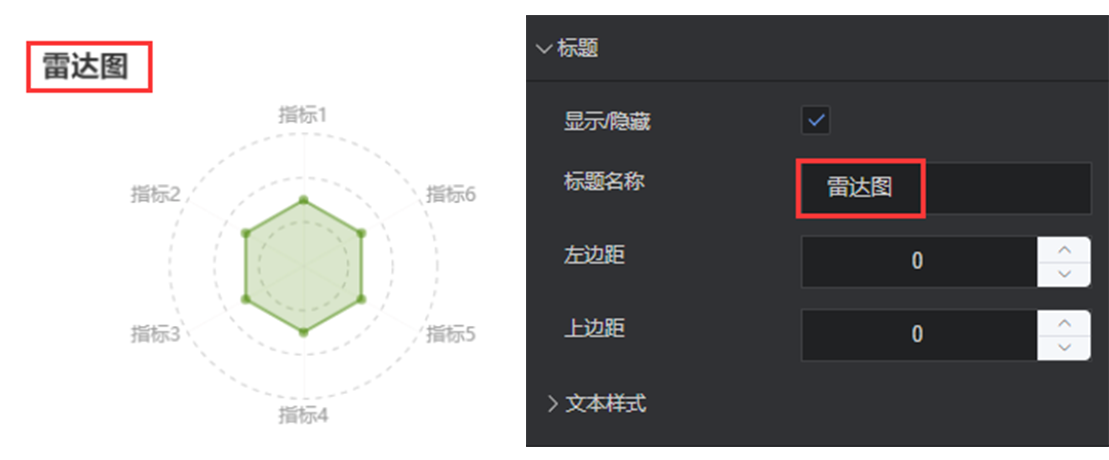 雷达图
指标1
指标2
指标6
指标3
指标5
指标4
标题
显示/隐藏
标题名称
雷达图
左边距
0
上边距
0
文本样式